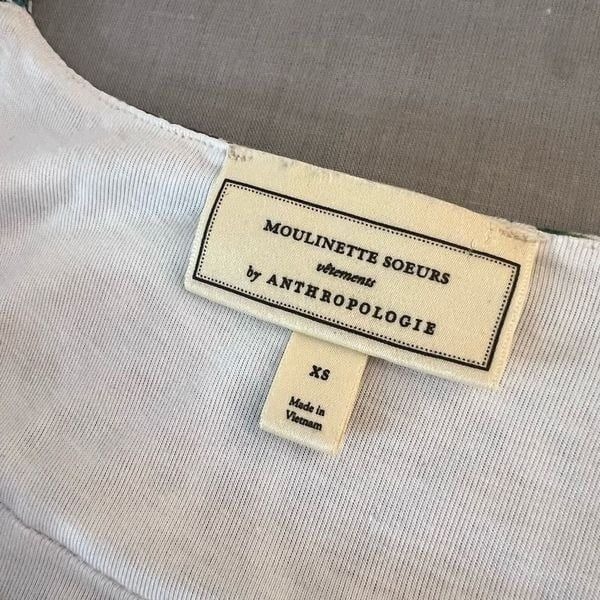 MOULINETTE SOEURS
vêtements
by ANTHROPOLOGIE
XS
Made in
Vietnam